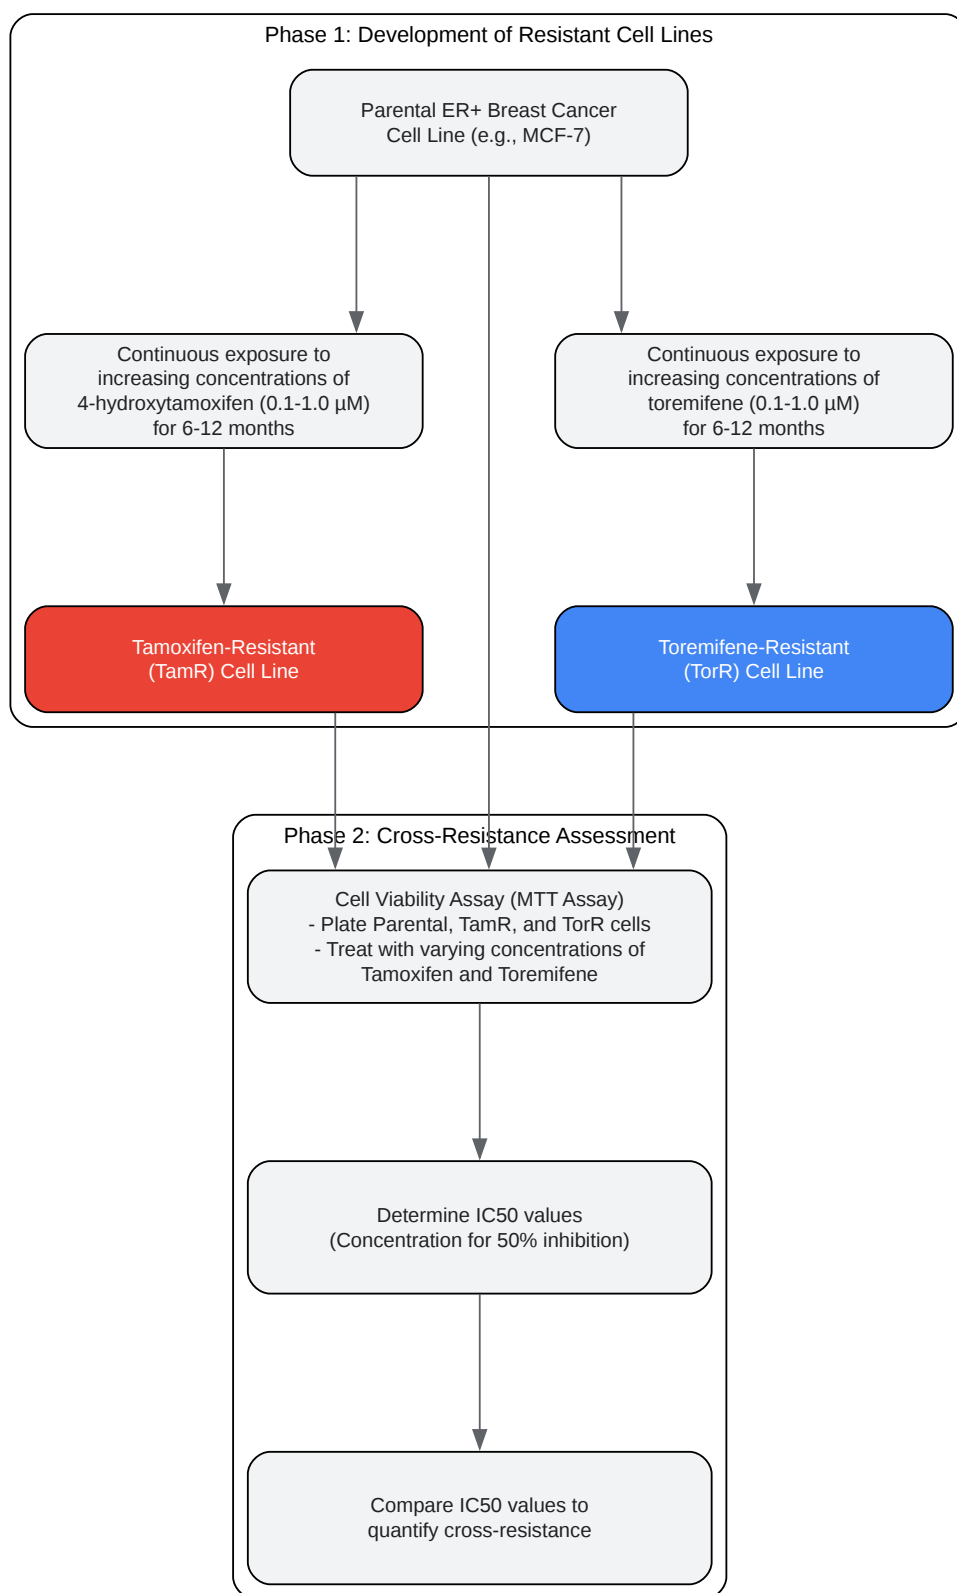 Phase 1: Development of Resistant Cell Lines
Parental ER+ Breast Cancer
Cell Line (e.g., MCF-7)
Continuous exposure to
increasing concentrations of
4-hydroxytamoxifen (0.1-1.0 µM)
for 6-12 months
Continuous exposure to
increasing concentrations of
toremifene (0.1-1.0 µM)
for 6-12 months
Tamoxifen-Resistant
(TamR) Cell Line
Toremifene-Resistant
(TorR) Cell Line
Phase 2: Cross-Resistance Assessment
Cell Viability Assay (MTT Assay)
- Plate Parental, TamR, and TorR cells
- Treat with varying concentrations of
Tamoxifen and Toremifene
Determine IC50 values
(Concentration for 50% inhibition)
Compare IC50 values to
quantify cross-resistance